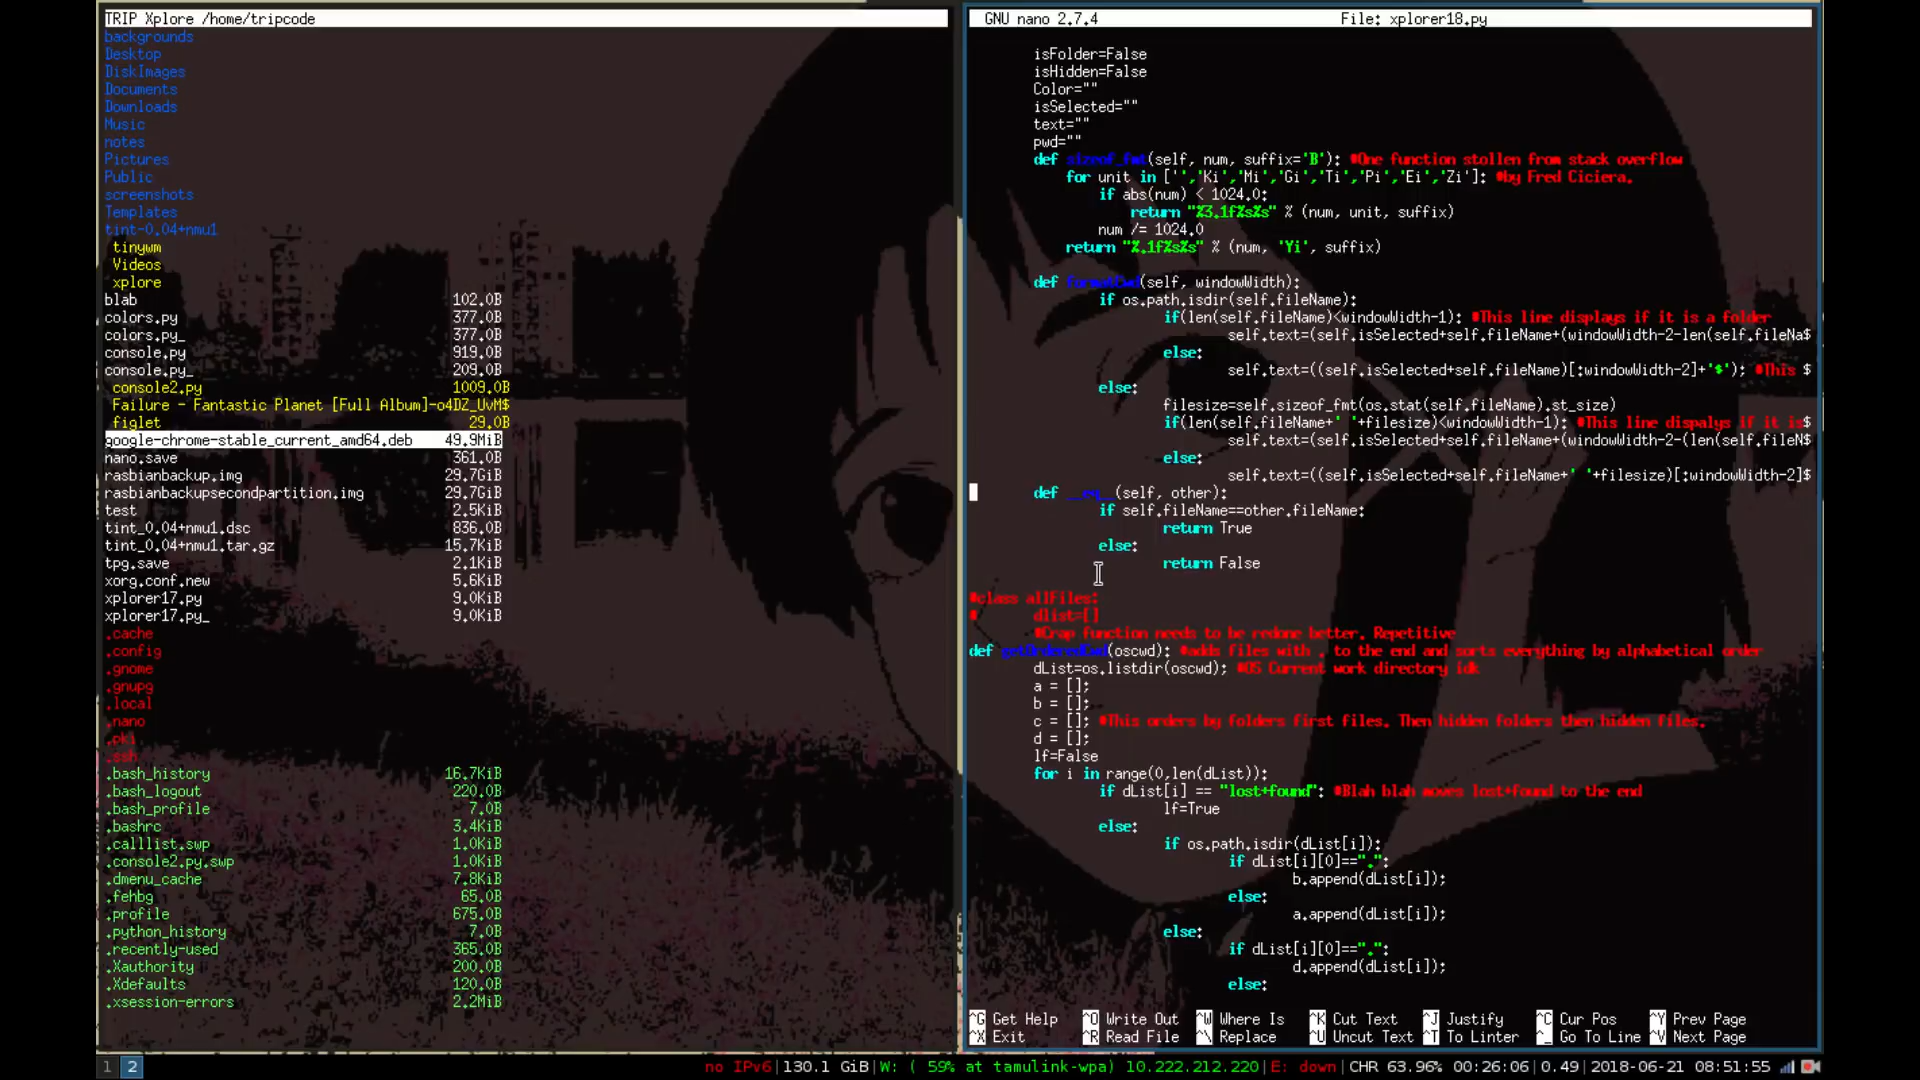 TRIP Xplore /home/tripcode
backgrounds
Desktop
DiskImages
Documents
Downloads
Music
notes
Pictures
Public
screenshots
Templates
tint-0.04+nmu1
tinywm
Videos
xplore
blab 102.0B
colors.py 377.0B
colors.py_ 377.0B
console.py 919.0B
console.py_ 209.0B
console2.py 1009.0B
Failure - Fantastic Planet [Full Album]-o4DZ_UvM$
figlet 29.0B
google-chrome-stable_current_amd64.deb 49.9MiB
nano.save 361.0B
rasbianbackup.img 29.7GiB
rasbianbackupsecondpartition.img 29.7GiB
test 2.5KiB
tint_0.04+nmu1.dsc 836.0B
tint_0.04+nmu1.tar.gz 15.7KiB
tpg.save 2.1KiB
xorg.conf.new 5.6KiB
xplorer17.py 9.0KiB
xplorer17.py_ 9.0KiB
.cache
.config
.gnome
.gnupg
.local
.nano
.pki
.ssh
.bash_history 16.7KiB
.bash_logout 220.0B
.bash_profile 7.0B
.bashrc 3.4KiB
.calllist.swp 1.0KiB
.console2.py.swp 1.0KiB
.dmenu_cache 7.8KiB
.fehbg 65.0B
.profile 675.0B
.python_history 7.0B
.recently-used 365.0B
.Xauthority 200.0B
.Xdefaults 120.0B
.xsession-errors 2.2MiB
GNU nano 2.7.4 File: xplorer18.py
isFolder=False
isHidden=False
Color=""
isSelected=""
text=""
pwd=""
def sizeof_fmt(self, num, suffix='B'): #One function stollen from stack overflow
for unit in ['','Ki','Mi','Gi','Ti','Pi','Ei','Zi']: #by Fred Ciciera.
if abs(num) < 1024.0:
return "%3.1f%s%s" % (num, unit, suffix)
num /= 1024.0
return "%.1f%s%s" % (num, 'Yi', suffix)
def formatCwd(self, windowWidth):
if os.path.isdir(self.fileName):
if(len(self.fileName)<windowWidth-1): #This line displays if it is a folder
self.text=(self.isSelected+self.fileName+(windowWidth-2-len(self.fileNa$
else:
self.text=((self.isSelected+self.fileName)[:windowWidth-2]+'$'); #This $
else:
filesize=self.sizeof_fmt(os.stat(self.fileName).st_size)
if(len(self.fileName+' '+filesize)<windowWidth-1): #This line dispalys if it is$
self.text=(self.isSelected+self.fileName+(windowWidth-2-(len(self.fileN$
else:
self.text=((self.isSelected+self.fileName+' '+filesize)[:windowWidth-2]$
def __eq__(self, other):
if self.fileName==other.fileName:
return True
else:
return False
#class allFiles:
# dlist=[]
#Crap function needs to be redone better. Repetitive
def getOrderedCwd(oscwd): #adds files with . to the end and sorts everything by alphabetical order
dList=os.listdir(oscwd); #OS Current work directory idk
a = [];
b = [];
c = []; #This orders by folders first files. Then hidden folders then hidden files.
d = [];
lf=False
for i in range(0,len(dList)):
if dList[i] == "lost+found": #Blah blah moves lost+found to the end
lf=True
else:
if os.path.isdir(dList[i]):
if dList[i][0]==".":
b.append(dList[i]);
else:
a.append(dList[i]);
else:
if dList[i][0]==".":
d.append(dList[i]);
else:
^G Get Help ^O Write Out ^W Where Is ^K Cut Text ^J Justify ^C Cur Pos ^Y Prev Page
^X Exit ^R Read File ^\ Replace ^U Uncut Text ^T To Linter ^_ Go To Line ^V Next Page
1 2 no IPv6|130.1 GiB|W: ( 59% at tamulink-wpa) 10.222.212.220|E: down|CHR 63.96% 00:26:06|0.49|2018-06-21 08:51:55